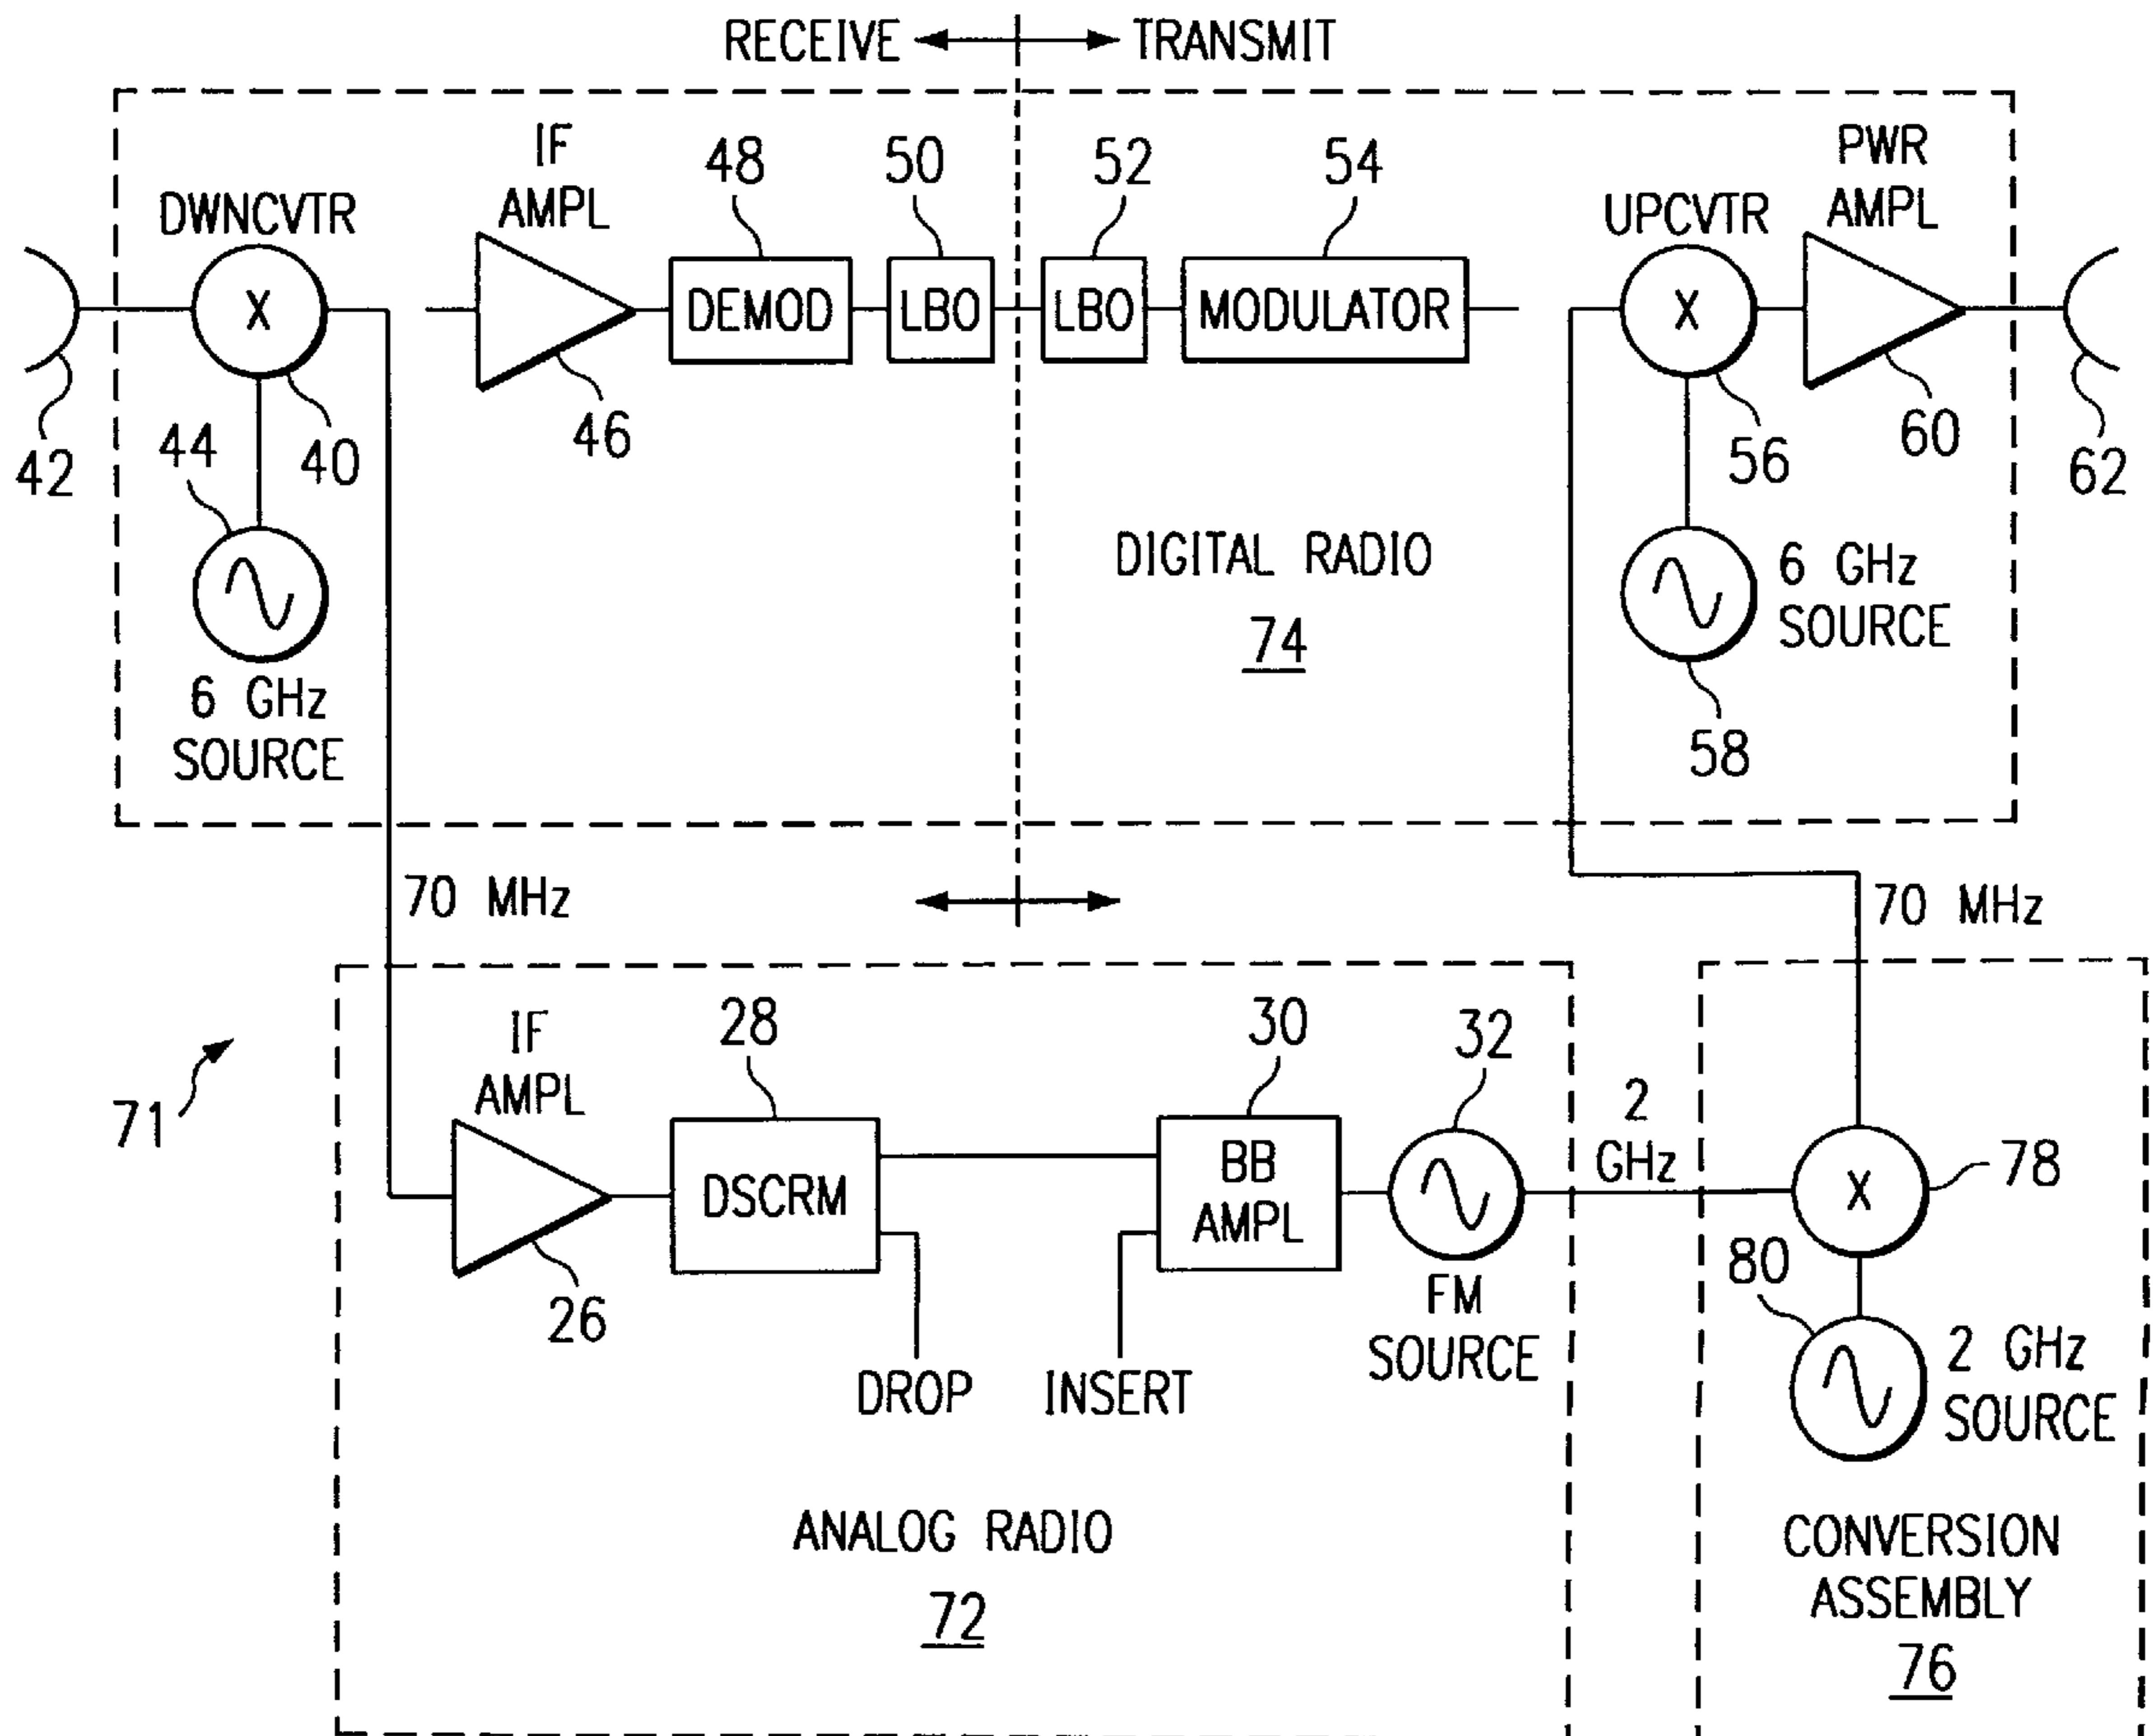 RECEIVE
TRANSMIT
IF
AMPL
48
50
52
54
PWR
AMPL
DWNCVTR
UPCVTR
X
DEMOD
LBO
LBO
MODULATOR
X
42
44
40
46
56
60
62
DIGITAL RADIO
74
6 GHz
SOURCE
6 GHz
SOURCE
58
70 MHz
70 MHz
71
IF
AMPL
28
30
32
2
GHz
DSCRM
BB
AMPL
X
78
26
80
FM
SOURCE
DROP
INSERT
2 GHz
SOURCE
ANALOG RADIO
72
CONVERSION
ASSEMBLY
76